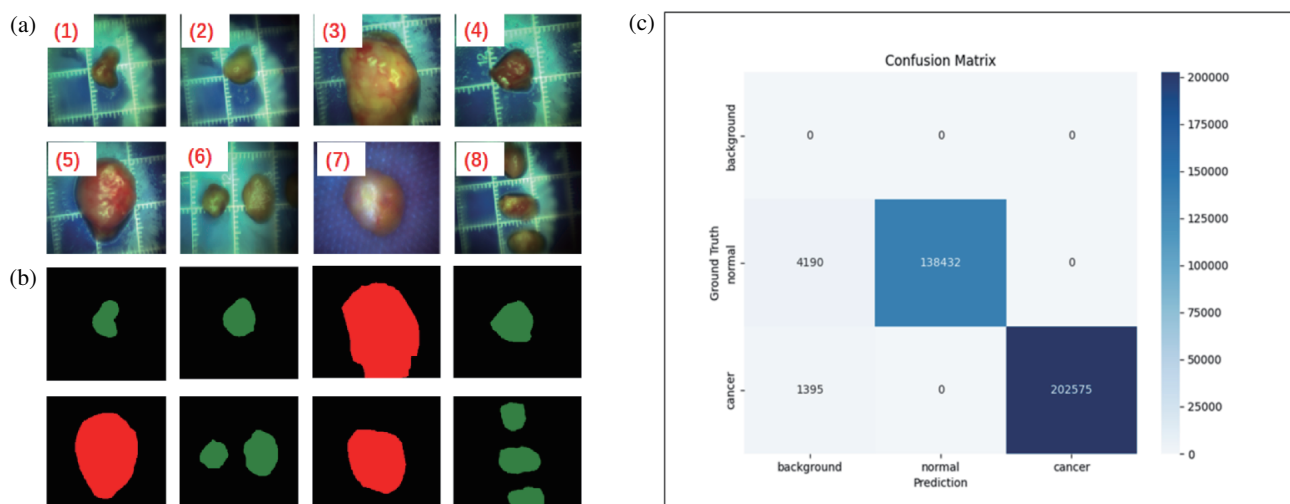 (a)
(1) (2) (3) (4)
(5) (6) (7) (8)
(b)
(c)
Confusion Matrix
Ground Truth
background
normal
cancer
0 0 0
4190 138432 0
1395 0 202575
background normal cancer
Prediction
200000
175000
150000
125000
100000
75000
50000
25000
0